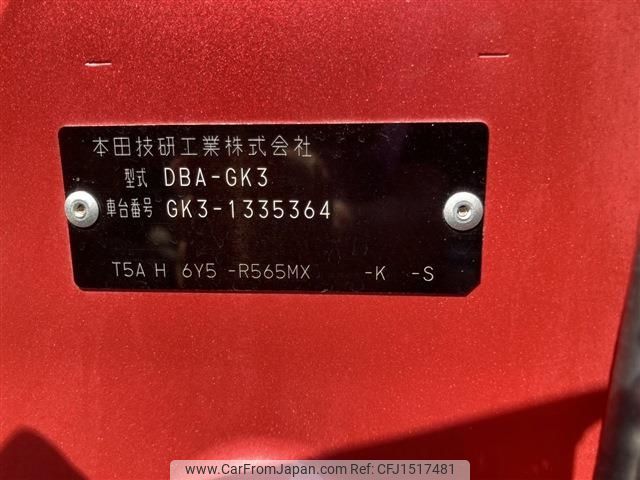 本田技研工業株式会社
型式 DBA-GK3
車台番号 GK3-1335364
T5A H 6Y5 -R565MX -K -S
www.carfromJapan.com CFJ1517481